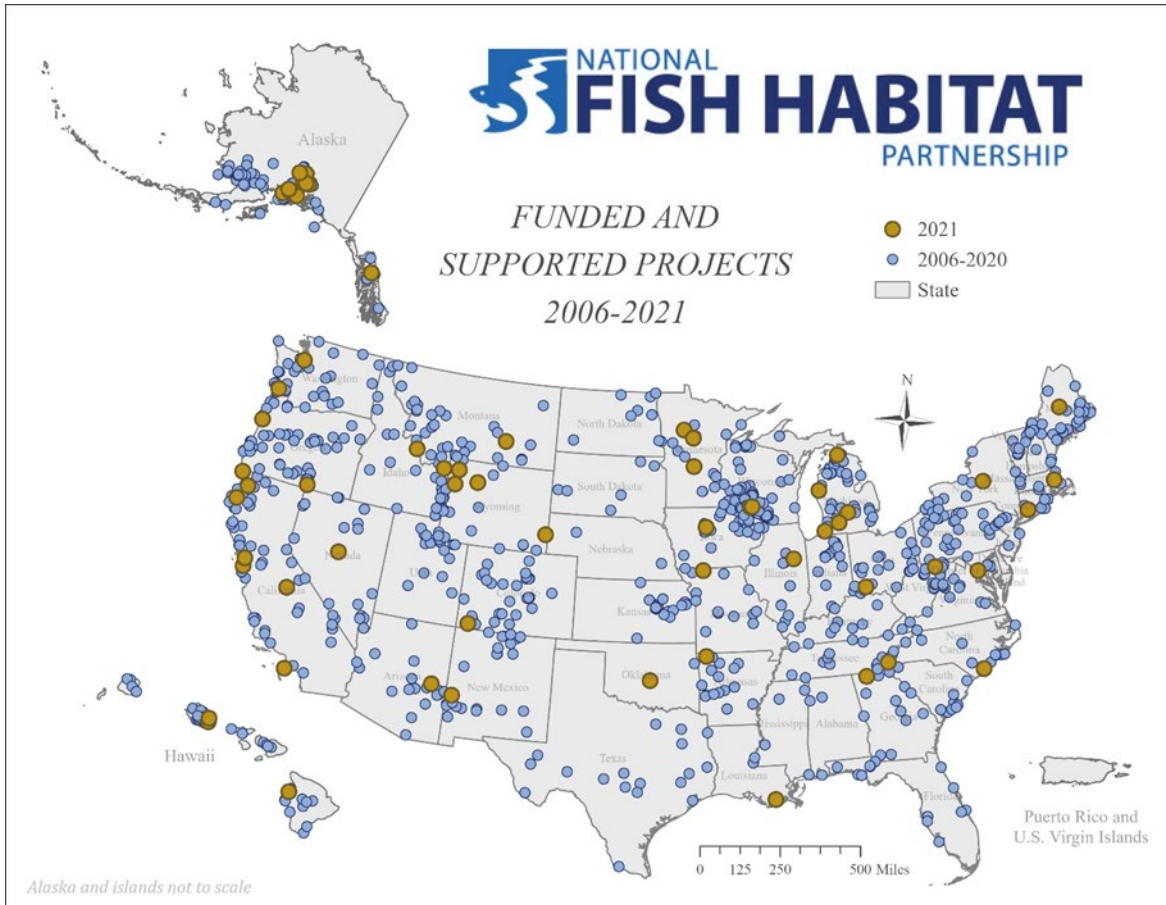 NATIONAL
FISH HABITAT
PARTNERSHIP
Alaska
FUNDED AND
SUPPORTED PROJECTS
2006-2021
2021
2006-2020
State
N
Washington
Montana
North Dakota
Minnesota
Oregon
Idaho
South Dakota
Wisconsin
Wyoming
New York
Iowa
Nebraska
Nevada
Utah
Illinois
Indiana
West Virginia
Virginia
California
Colorado
Kansas
Kentucky
North
Carolina
Tennessee
Oklahoma
Arkansas
South
Carolina
Arizona
New Mexico
Mississippi
Alabama
Georgia
Hawaii
Texas
Louisiana
Florida
Puerto Rico and
U.S. Virgin Islands
0 125 250 500 Miles
Alaska and islands not to scale